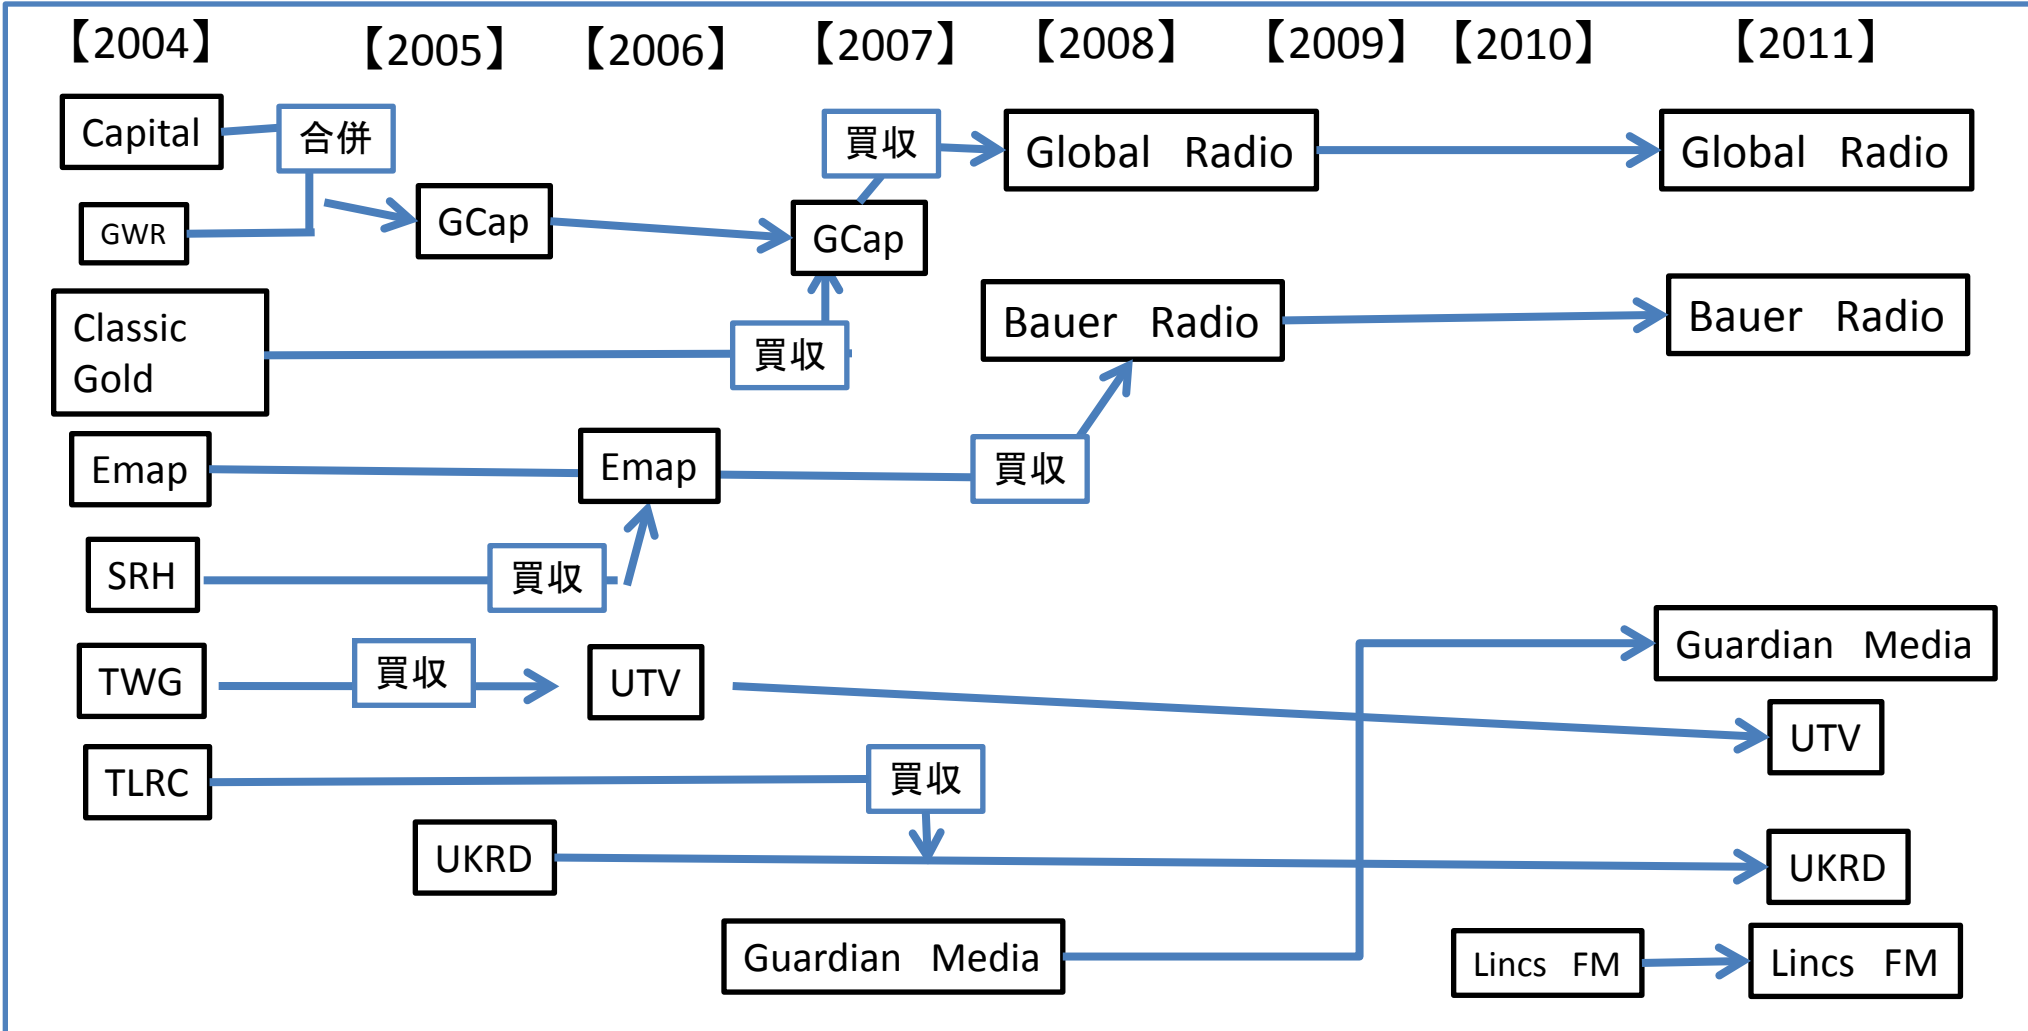 【2004】 【2005】 【2006】 【2007】 【2008】 【2009】 【2010】 【2011】
Capital 合併 買収 Global Radio Global Radio
GWR GCap GCap
Classic
Gold
買収 Bauer Radio Bauer Radio
Emap Emap 買収
SRH 買収
Guardian Media
TWG 買収 UTV
UTV
TLRC 買収
UKRD UKRD
Guardian Media Lincs FM Lincs FM